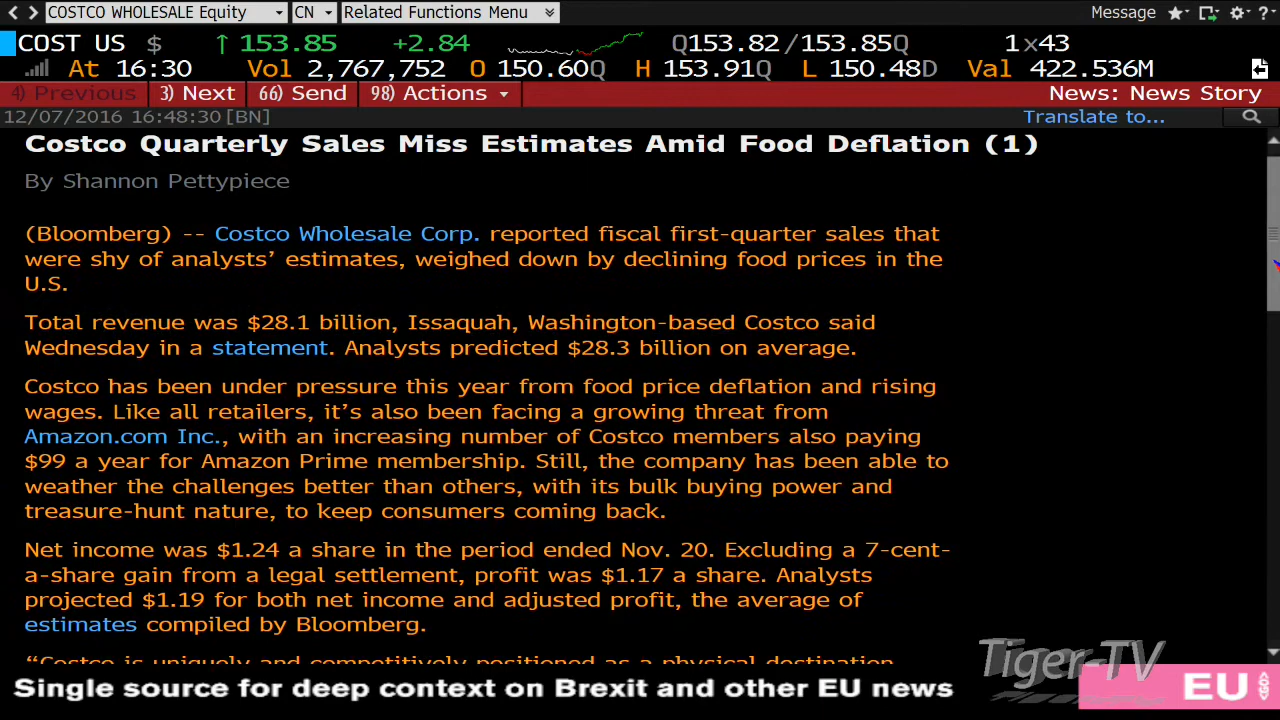 COSTCO WHOLESALE Equity CN Related Functions Menu Message ?
COST US $ ↑ 153.85 +2.84 Q153.82/153.85Q 1x43
At 16:30 Vol 2,767,752 O 150.60Q H 153.91Q L 150.48D Val 422.536M
4) Previous 3) Next 66) Send 98) Actions News: News Story
12/07/2016 16:48:30[BN] Translate to...
Costco Quarterly Sales Miss Estimates Amid Food Deflation (1)
By Shannon Pettypiece
(Bloomberg) -- Costco Wholesale Corp. reported fiscal first-quarter sales that
were shy of analysts’ estimates, weighed down by declining food prices in the
U.S.
Total revenue was $28.1 billion, Issaquah, Washington-based Costco said
Wednesday in a statement. Analysts predicted $28.3 billion on average.
Costco has been under pressure this year from food price deflation and rising
wages. Like all retailers, it’s also been facing a growing threat from
Amazon.com Inc., with an increasing number of Costco members also paying
$99 a year for Amazon Prime membership. Still, the company has been able to
weather the challenges better than others, with its bulk buying power and
treasure-hunt nature, to keep consumers coming back.
Net income was $1.24 a share in the period ended Nov. 20. Excluding a 7-cent-
a-share gain from a legal settlement, profit was $1.17 a share. Analysts
projected $1.19 for both net income and adjusted profit, the average of
estimates compiled by Bloomberg.
“Costco is uniquely and competitively positioned as a physical destination
Tiger-TV
Single source for deep context on Brexit and other EU news
EU